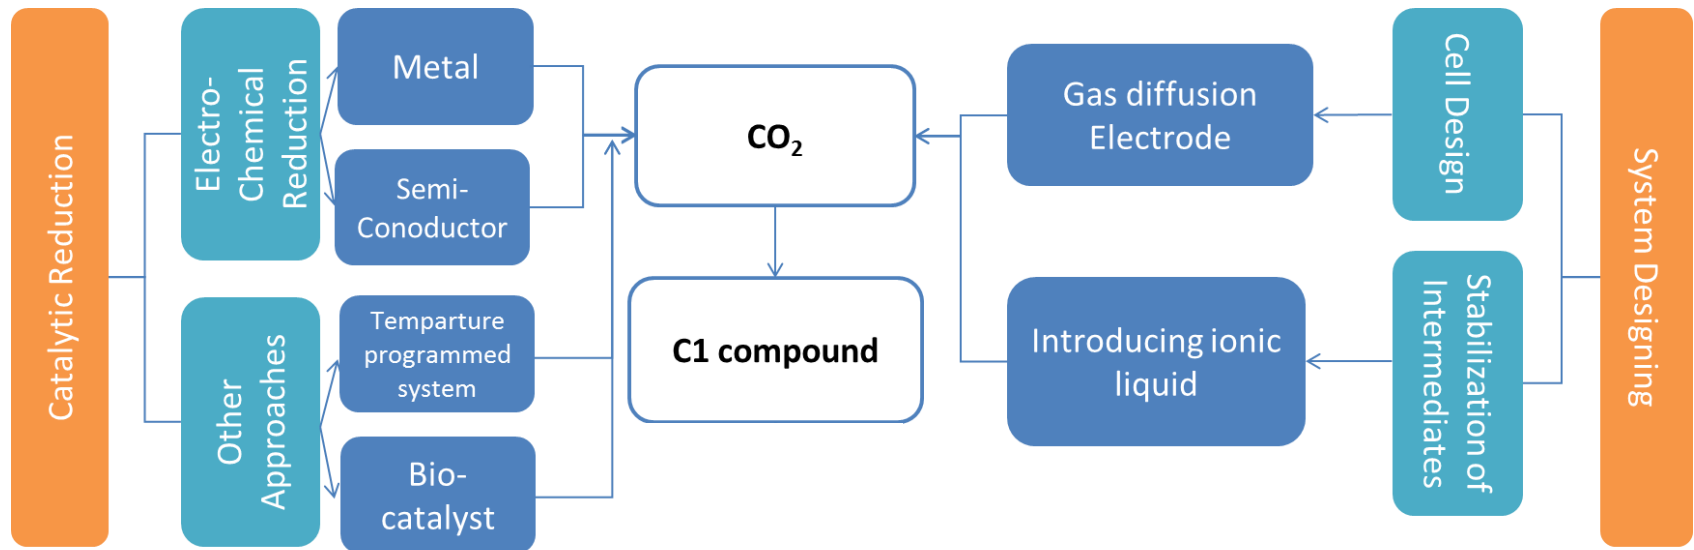 Catalytic Reduction
Electro-
Chemical
Reduction
Other
Approaches
Metal
Semi-
Conoductor
Temparture
programmed
system
Bio-
catalyst
CO₂
C1 compound
Gas diffusion
Electrode
Introducing ionic
liquid
Cell Design
Stabilization of
Intermediates
System Designing